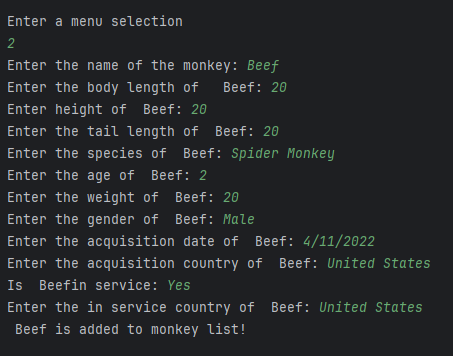 Enter a menu selection
2
Enter the name of the monkey: Beef
Enter the body length of   Beef: 20
Enter height of  Beef: 20
Enter the tail length of  Beef: 20
Enter the species of  Beef: Spider Monkey
Enter the age of  Beef: 2
Enter the weight of  Beef: 20
Enter the gender of  Beef: Male
Enter the acquisition date of  Beef: 4/11/2022
Enter the acquisition country of  Beef: United States
Is  Beefin service: Yes
Enter the in service country of  Beef: United States
 Beef is added to monkey list!